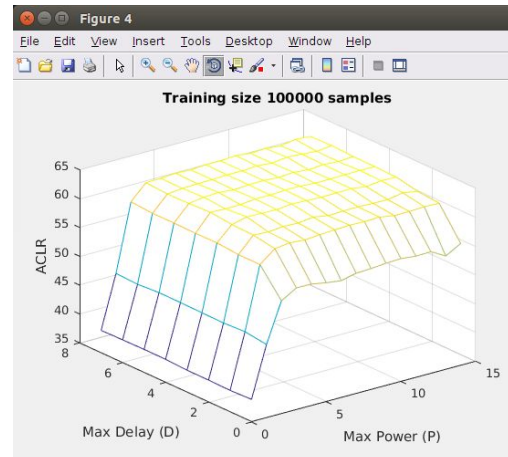 Figure 4
File Edit View Insert Tools Desktop Window Help
Training size 100000 samples
65
60
55
50
45
40
35
ACLR
8
6
4
2
0
Max Delay (D)
0
5
10
15
Max Power (P)